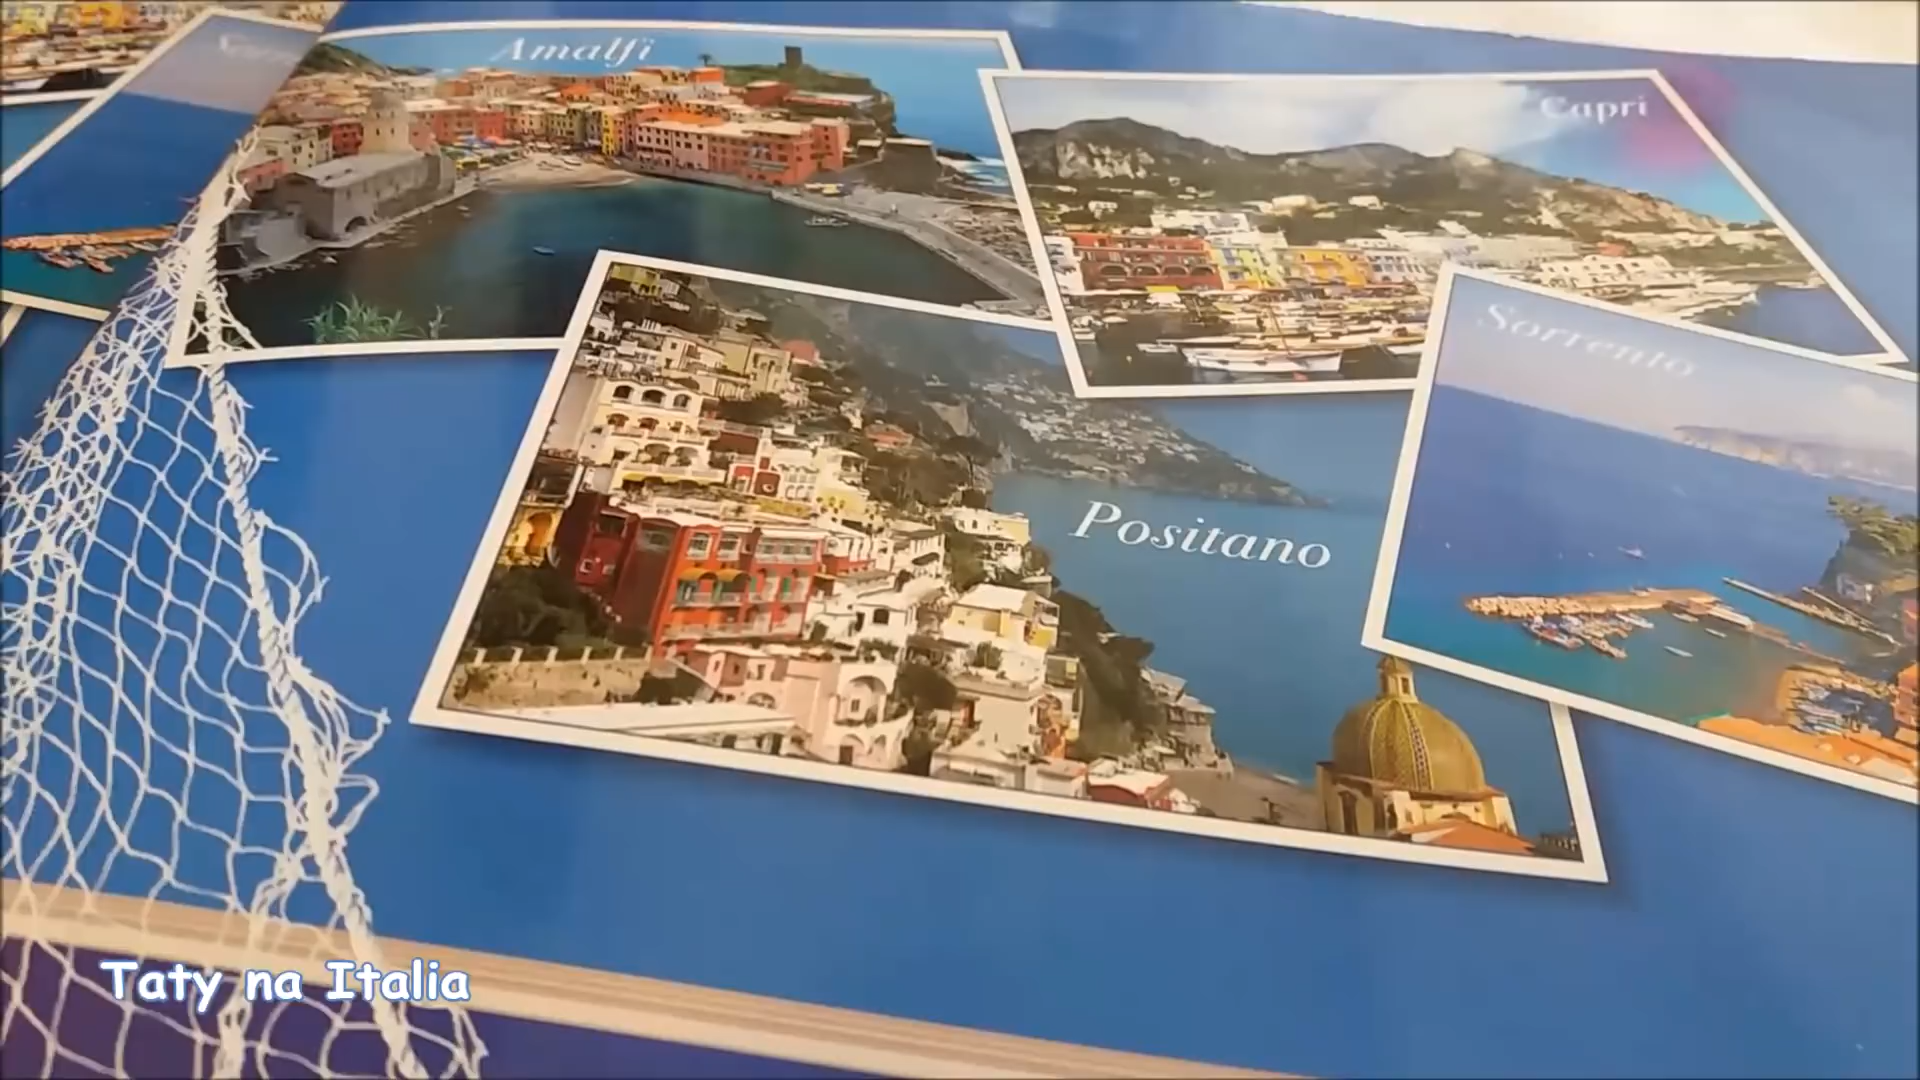 Amalfi
Capri
Sorrento
Positano
Taty na Italia